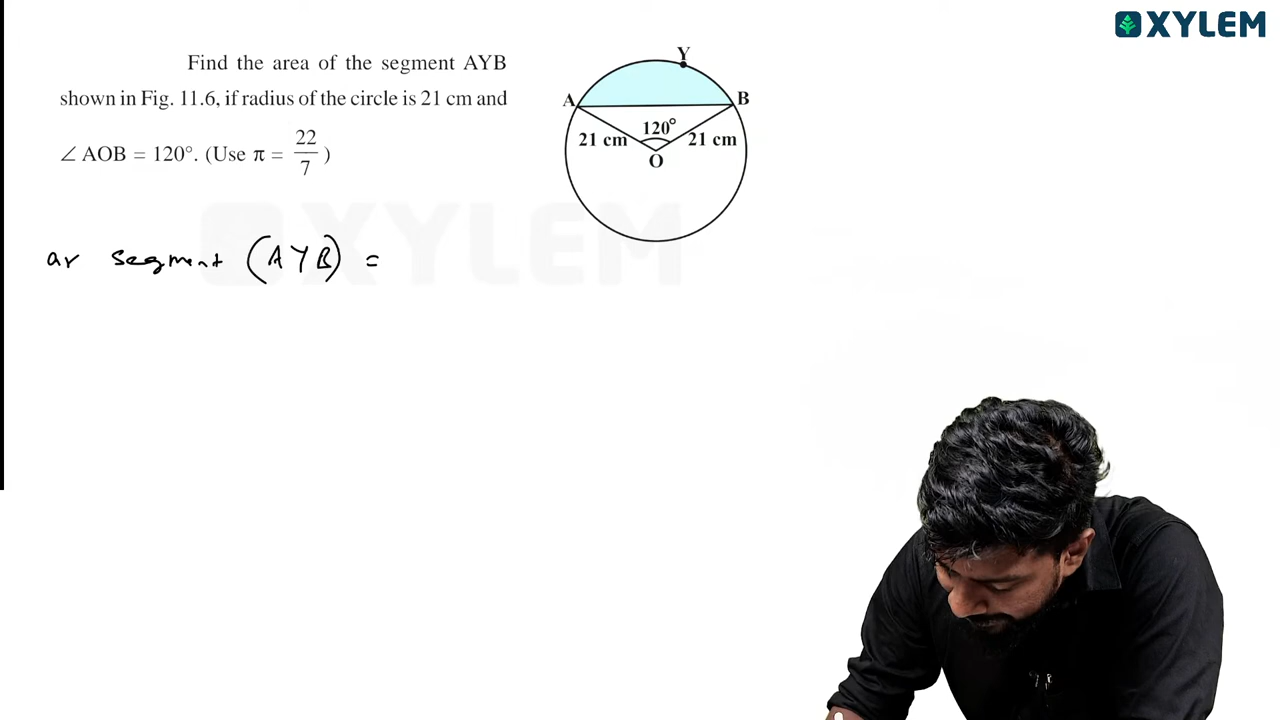 XYLEM
Find the area of the segment AYB
shown in Fig. 11.6, if radius of the circle is 21 cm and
∠ AOB = 120°. (Use π = 22/7)
Y
A
B
120°
21 cm
21 cm
O
XYLEM
ar segment (AYB) =